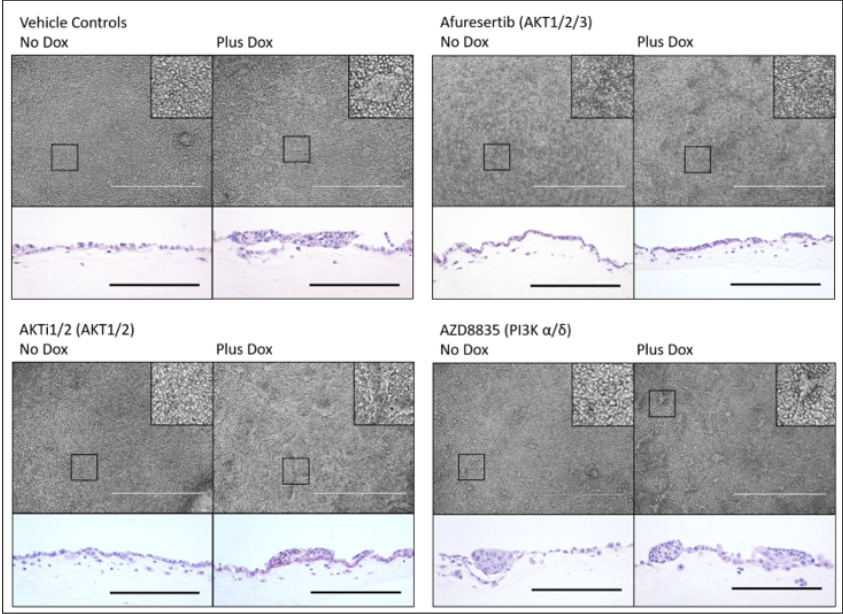 Vehicle Controls
No Dox
Plus Dox
Afuresertib (AKT1/2/3)
No Dox
Plus Dox
AKTi1/2 (AKT1/2)
No Dox
Plus Dox
AZD8835 (PI3K α/δ)
No Dox
Plus Dox